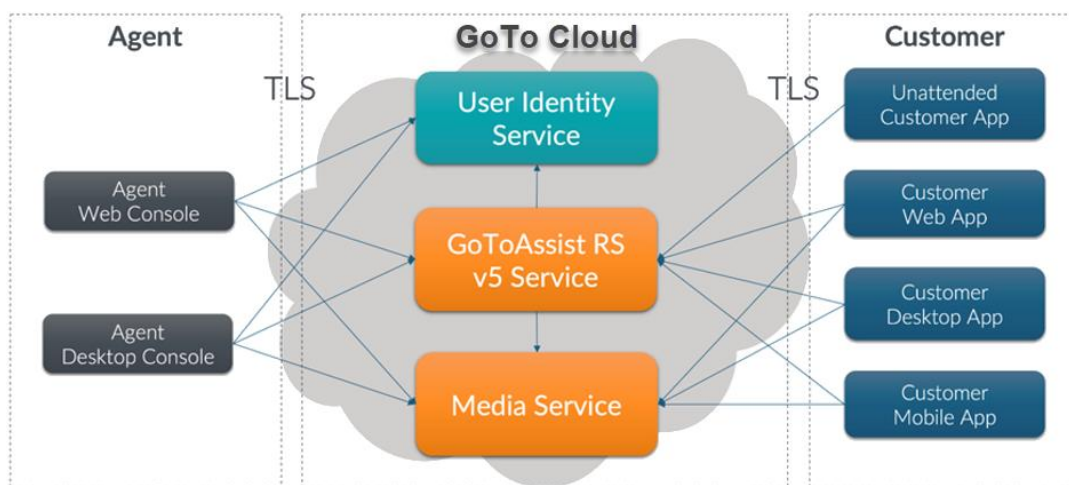 Agent
GoTo Cloud
Customer
TLS
TLS
User Identity
Service
Unattended
Customer App
Agent
Web Console
Customer
Web App
GoToAssist RS
v5 Service
Customer
Desktop App
Agent
Desktop Console
Media Service
Customer
Mobile App